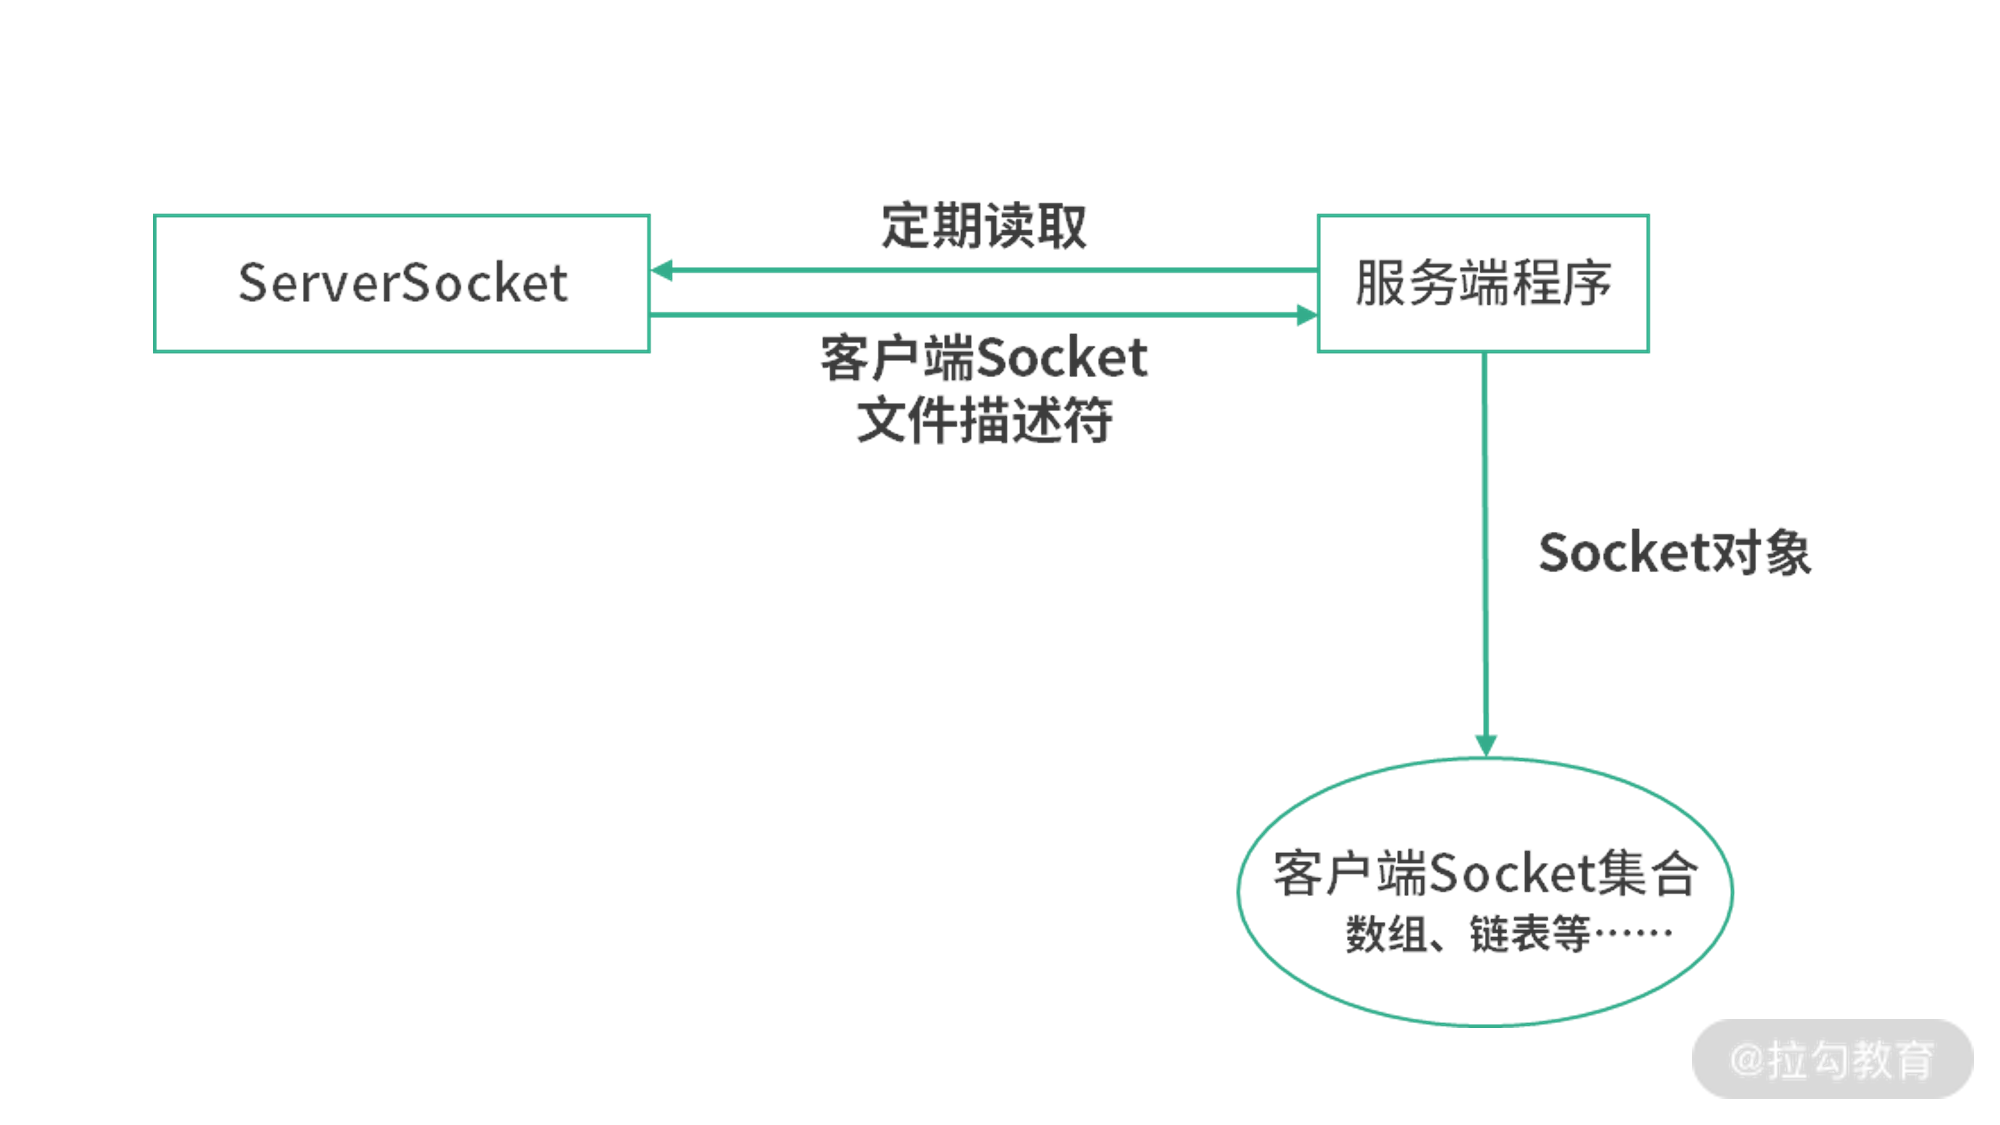 定期读取
ServerSocket
服务端程序
客户端Socket
文件描述符
Socket对象
客户端Socket集合
数组、链表等……
@拉勾教育